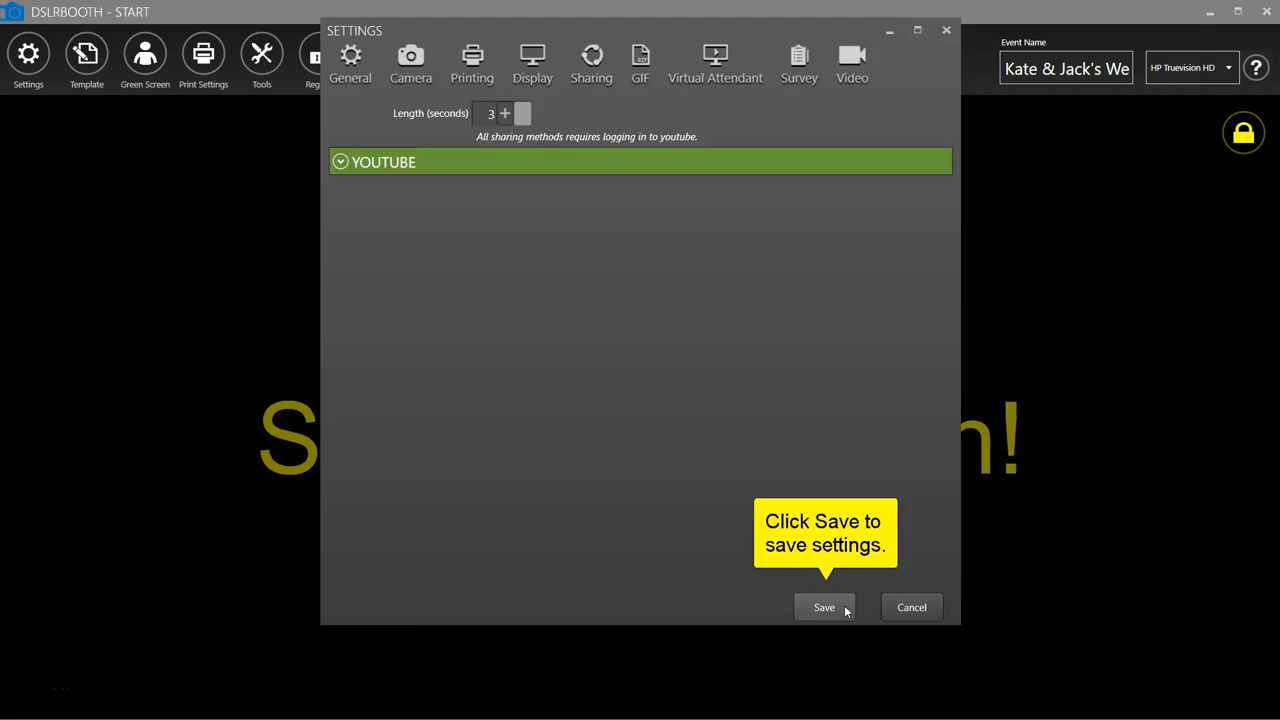 DSLRBOOTH - START
SETTINGS
Event Name
Kate & Jack's We
HP Truevision HD
?
Settings
Template
Green Screen
Print Settings
Tools
Reg
General
Camera
Printing
Display
Sharing
GIF
Virtual Attendant
Survey
Video
Length (seconds) 3 +
All sharing methods requires logging in to youtube.
YOUTUBE
S
n!
Click Save to
save settings.
Save
Cancel